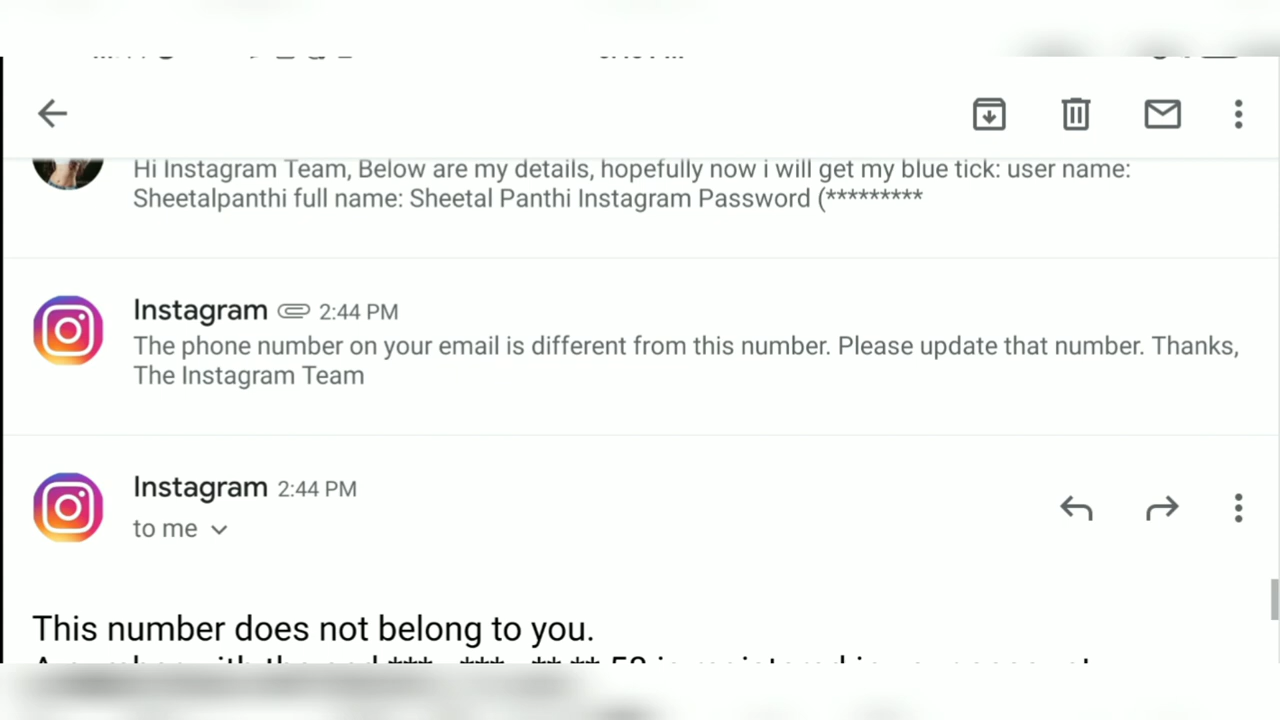 Hi Instagram Team, Below are my details, hopefully now i will get my blue tick: user name:
Sheetalpanthi full name: Sheetal Panthi Instagram Password (*********
Instagram 2:44 PM
The phone number on your email is different from this number. Please update that number. Thanks,
The Instagram Team
Instagram 2:44 PM
to me
This number does not belong to you.